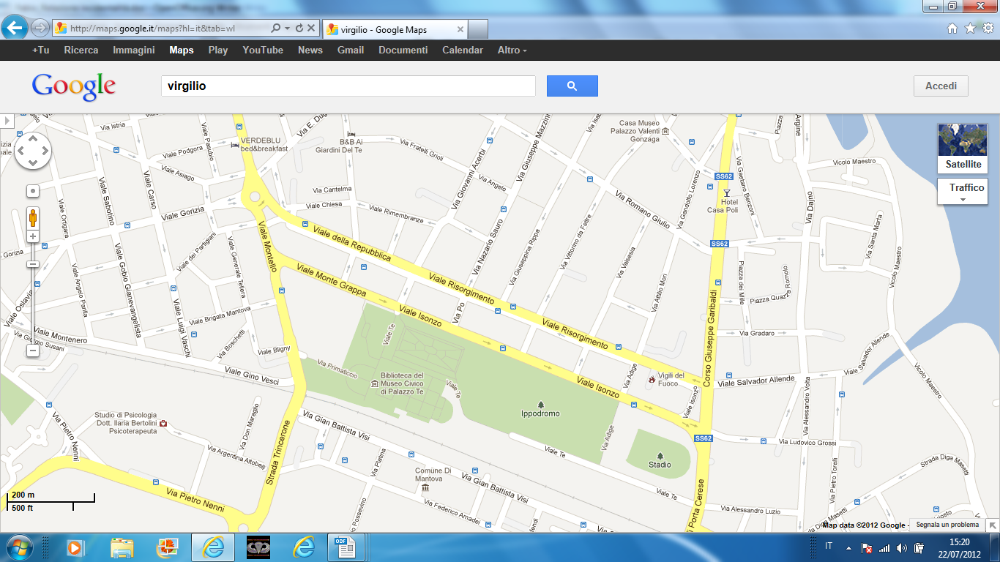 http://maps.google.it/maps?hl=it&tab=wl
virgilio - Google Maps
+Tu Ricerca Immagini Maps Play YouTube News Gmail Documenti Calendar Altro
Google
virgilio
Accedi
Via Istria
Viale Podgora
Viale Pasubio
VERDEBLU
bed&breakfast
B&B Ai
Giardini Del Te
Via Fratelli Grioli
Via Giovanni Acerbi
Via Giuseppe Mazzini
Casa Museo
Palazzo Valenti
Gonzaga
Argine
Vicolo Maestro
Satellite
Traffico
Viale Asiago
Viale Carso
Viale Sabotino
Via Cantelma
Via Angelo
SS62
Via Gaetano Benzoni
Via Gandolfo Lorenzo
Viale Ortigara
Viale Gorizia
Viale Chiesa
Viale Rimembranze
Via Romano Giulio
Hotel
Casa Poli
Viale Montello
Viale della Repubblica
Via Nazario Sauro
Via Giuseppina Rippa
Via Vittorino da Feltre
Via Valsesia
SS62
Via Santa Marta
Vicolo Maestro
Gorizia
Viale dei Partigiani
Viale Generale Tellera
Viale Gobio Gianevangelista
Viale Angelo Parilla
Viale Monte Grappa
Viale Risorgimento
Via Attilio Mori
Piazza dei Mille
Viale Oslavia
Viale Luigi Vaschi
Viale Brigata Mantova
Viale Isonzo
Via Po
Corso Giuseppe Garibaldi
Viale Montenero
Via Giorgio Susani
Via Boschetti
Viale Bligny
Viale Te
Viale Risorgimento
Via Gradaro
Viale Gino Vesci
Via Primaticcio
Biblioteca del
Museo Civico
di Palazzo Te
Viale Te
Viale Isonzo
Via Adige
Vigili del
Fuoco
Viale Isonzo
Viale Salvador Allende
Via Salvador Allende
Vicolo Maestro
Via Alessandro Volta
Studio di Psicologia
Dott. Ilaria Bertolini
Psicoterapeuta
Via Don Maraglio
Via Gian Battista Visi
Ippodromo
Via Adige
Via Pietro Nenni
Via Argentina Altobelli
Strada Trincerone
Via Platina
Viale Te
Stadio
SS62
Via Ludovico Grossi
Via Pietro Torelli
Strada Diga Masetti
Comune Di
Mantova
Via Gian Battista Visi
Viale Te
200 m
500 ft
Via Pietro Nenni
Via Federico Amadei
Porta Cerese
Via Alessandro Luzio
Map data ©2012 Google -
Segnala un problema
ODF
IT
15:20
22/07/2012